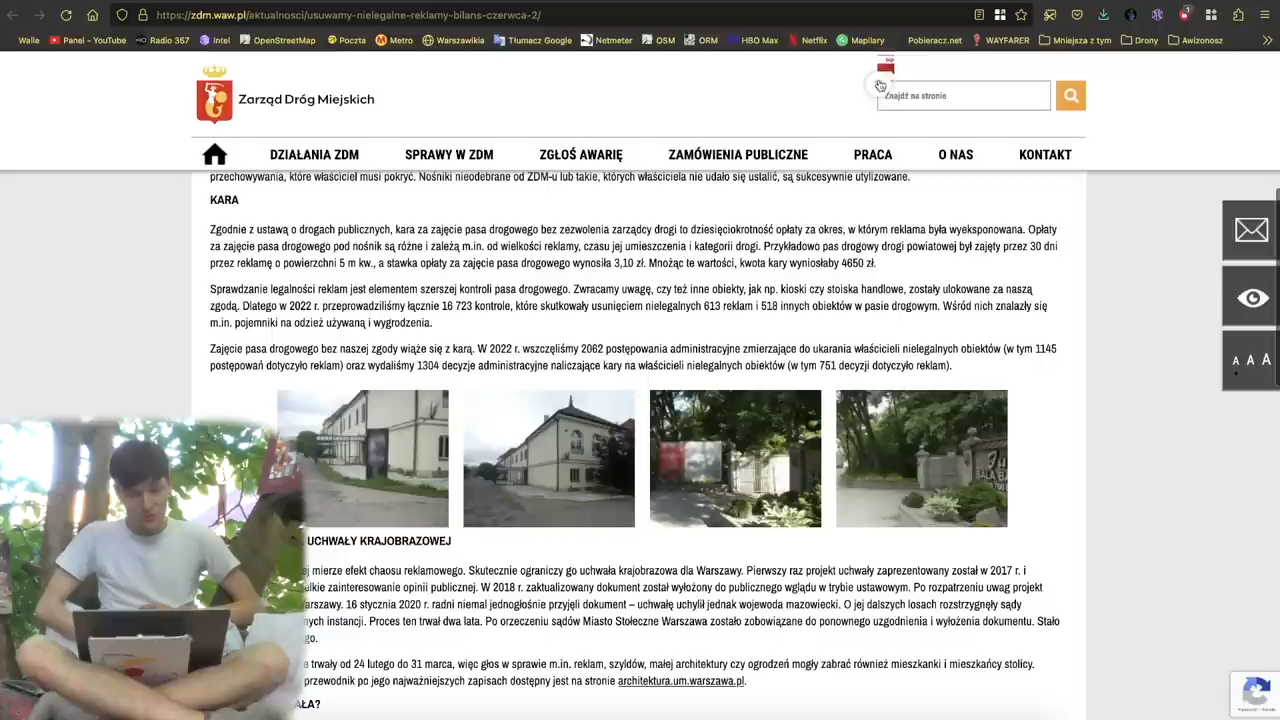 https://zdm.waw.pl/aktualnosci/usuwamy-nielegalne-reklamy-bilans-czerwca-2/
Walle Panel - YouTube Radio 357 Intel OpenStreetMap Poczta Metro Warszawikia Tłumacz Google Netmeter OSM ORM HBO Max Netflix Mapilary Pobieracz.net WAYFARER Mniejsza z tym Drony Awizonosz
Zarząd Dróg Miejskich
Znajdź na stronie
DZIAŁANIA ZDM SPRAWY W ZDM ZGŁOŚ AWARIĘ ZAMÓWIENIA PUBLICZNE PRACA O NAS KONTAKT
przechowywania, które właściciel musi pokryć. Nośniki nieodebrane od ZDM-u lub takie, których właściciela nie udało się ustalić, są sukcesywnie utylizowane.
KARA
Zgodnie z ustawą o drogach publicznych, kara za zajęcie pasa drogowego bez zezwolenia zarządcy drogi to dziesięciokrotność opłaty za okres, w którym reklama była wyeksponowana. Opłaty
za zajęcie pasa drogowego pod nośnik są różne i zależą m.in. od wielkości reklamy, czasu jej umieszczenia i kategorii drogi. Przykładowo pas drogowy drogi powiatowej był zajęty przez 30 dni
przez reklamę o powierzchni 5 m kw., a stawka opłaty za zajęcie pasa drogowego wynosiła 3,10 zł. Mnożąc te wartości, kwota kary wyniosłaby 4650 zł.
Sprawdzanie legalności reklam jest elementem szerszej kontroli pasa drogowego. Zwracamy uwagę, czy też inne obiekty, jak np. kioski czy stoiska handlowe, zostały ulokowane za naszą
zgodą. Dlatego w 2022 r. przeprowadziliśmy łącznie 16 723 kontrole, które skutkowały usunięciem nielegalnych 613 reklam i 518 innych obiektów w pasie drogowym. Wśród nich znalazły się
m.in. pojemniki na odzież używaną i wygrodzenia.
Zajęcie pasa drogowego bez naszej zgody wiąże się z karą. W 2022 r. wszczęliśmy 2062 postępowania administracyjne zmierzające do ukarania właścicieli nielegalnych obiektów (w tym 1145
postępowań dotyczyło reklam) oraz wydaliśmy 1304 decyzje administracyjne naliczające kary na właścicieli nielegalnych obiektów (w tym 751 decyzji dotyczyło reklam).
UCHWAŁY KRAJOBRAZOWEJ
mierze efekt chaosu reklamowego. Skutecznie ograniczy go uchwała krajobrazowa dla Warszawy. Pierwszy raz projekt uchwały zaprezentowany został w 2017 r. i
zainteresowanie opinii publicznej. W 2018 r. zaktualizowany dokument został wyłożony do publicznego wglądu w trybie ustawowym. Po rozpatrzeniu uwag projekt
16 stycznia 2020 r. radni niemal jednogłośnie przyjęli dokument – uchwałę uchylił jednak wojewoda mazowiecki. O jej dalszych losach rozstrzygnęły sądy
instancji. Proces ten trwał dwa lata. Po orzeczeniu sądów Miasto Stołeczne Warszawa zostało zobowiązane do ponownego uzgodnienia i wyłożenia dokumentu. Stało
trwały od 24 lutego do 31 marca, więc głos w sprawie m.in. reklam, szyldów, małej architektury czy ogrodzeń mogły zabrać również mieszkanki i mieszkańcy stolicy.
przewodnik po jego najważniejszych zapisach dostępny jest na stronie architektura.um.warszawa.pl.
A A A